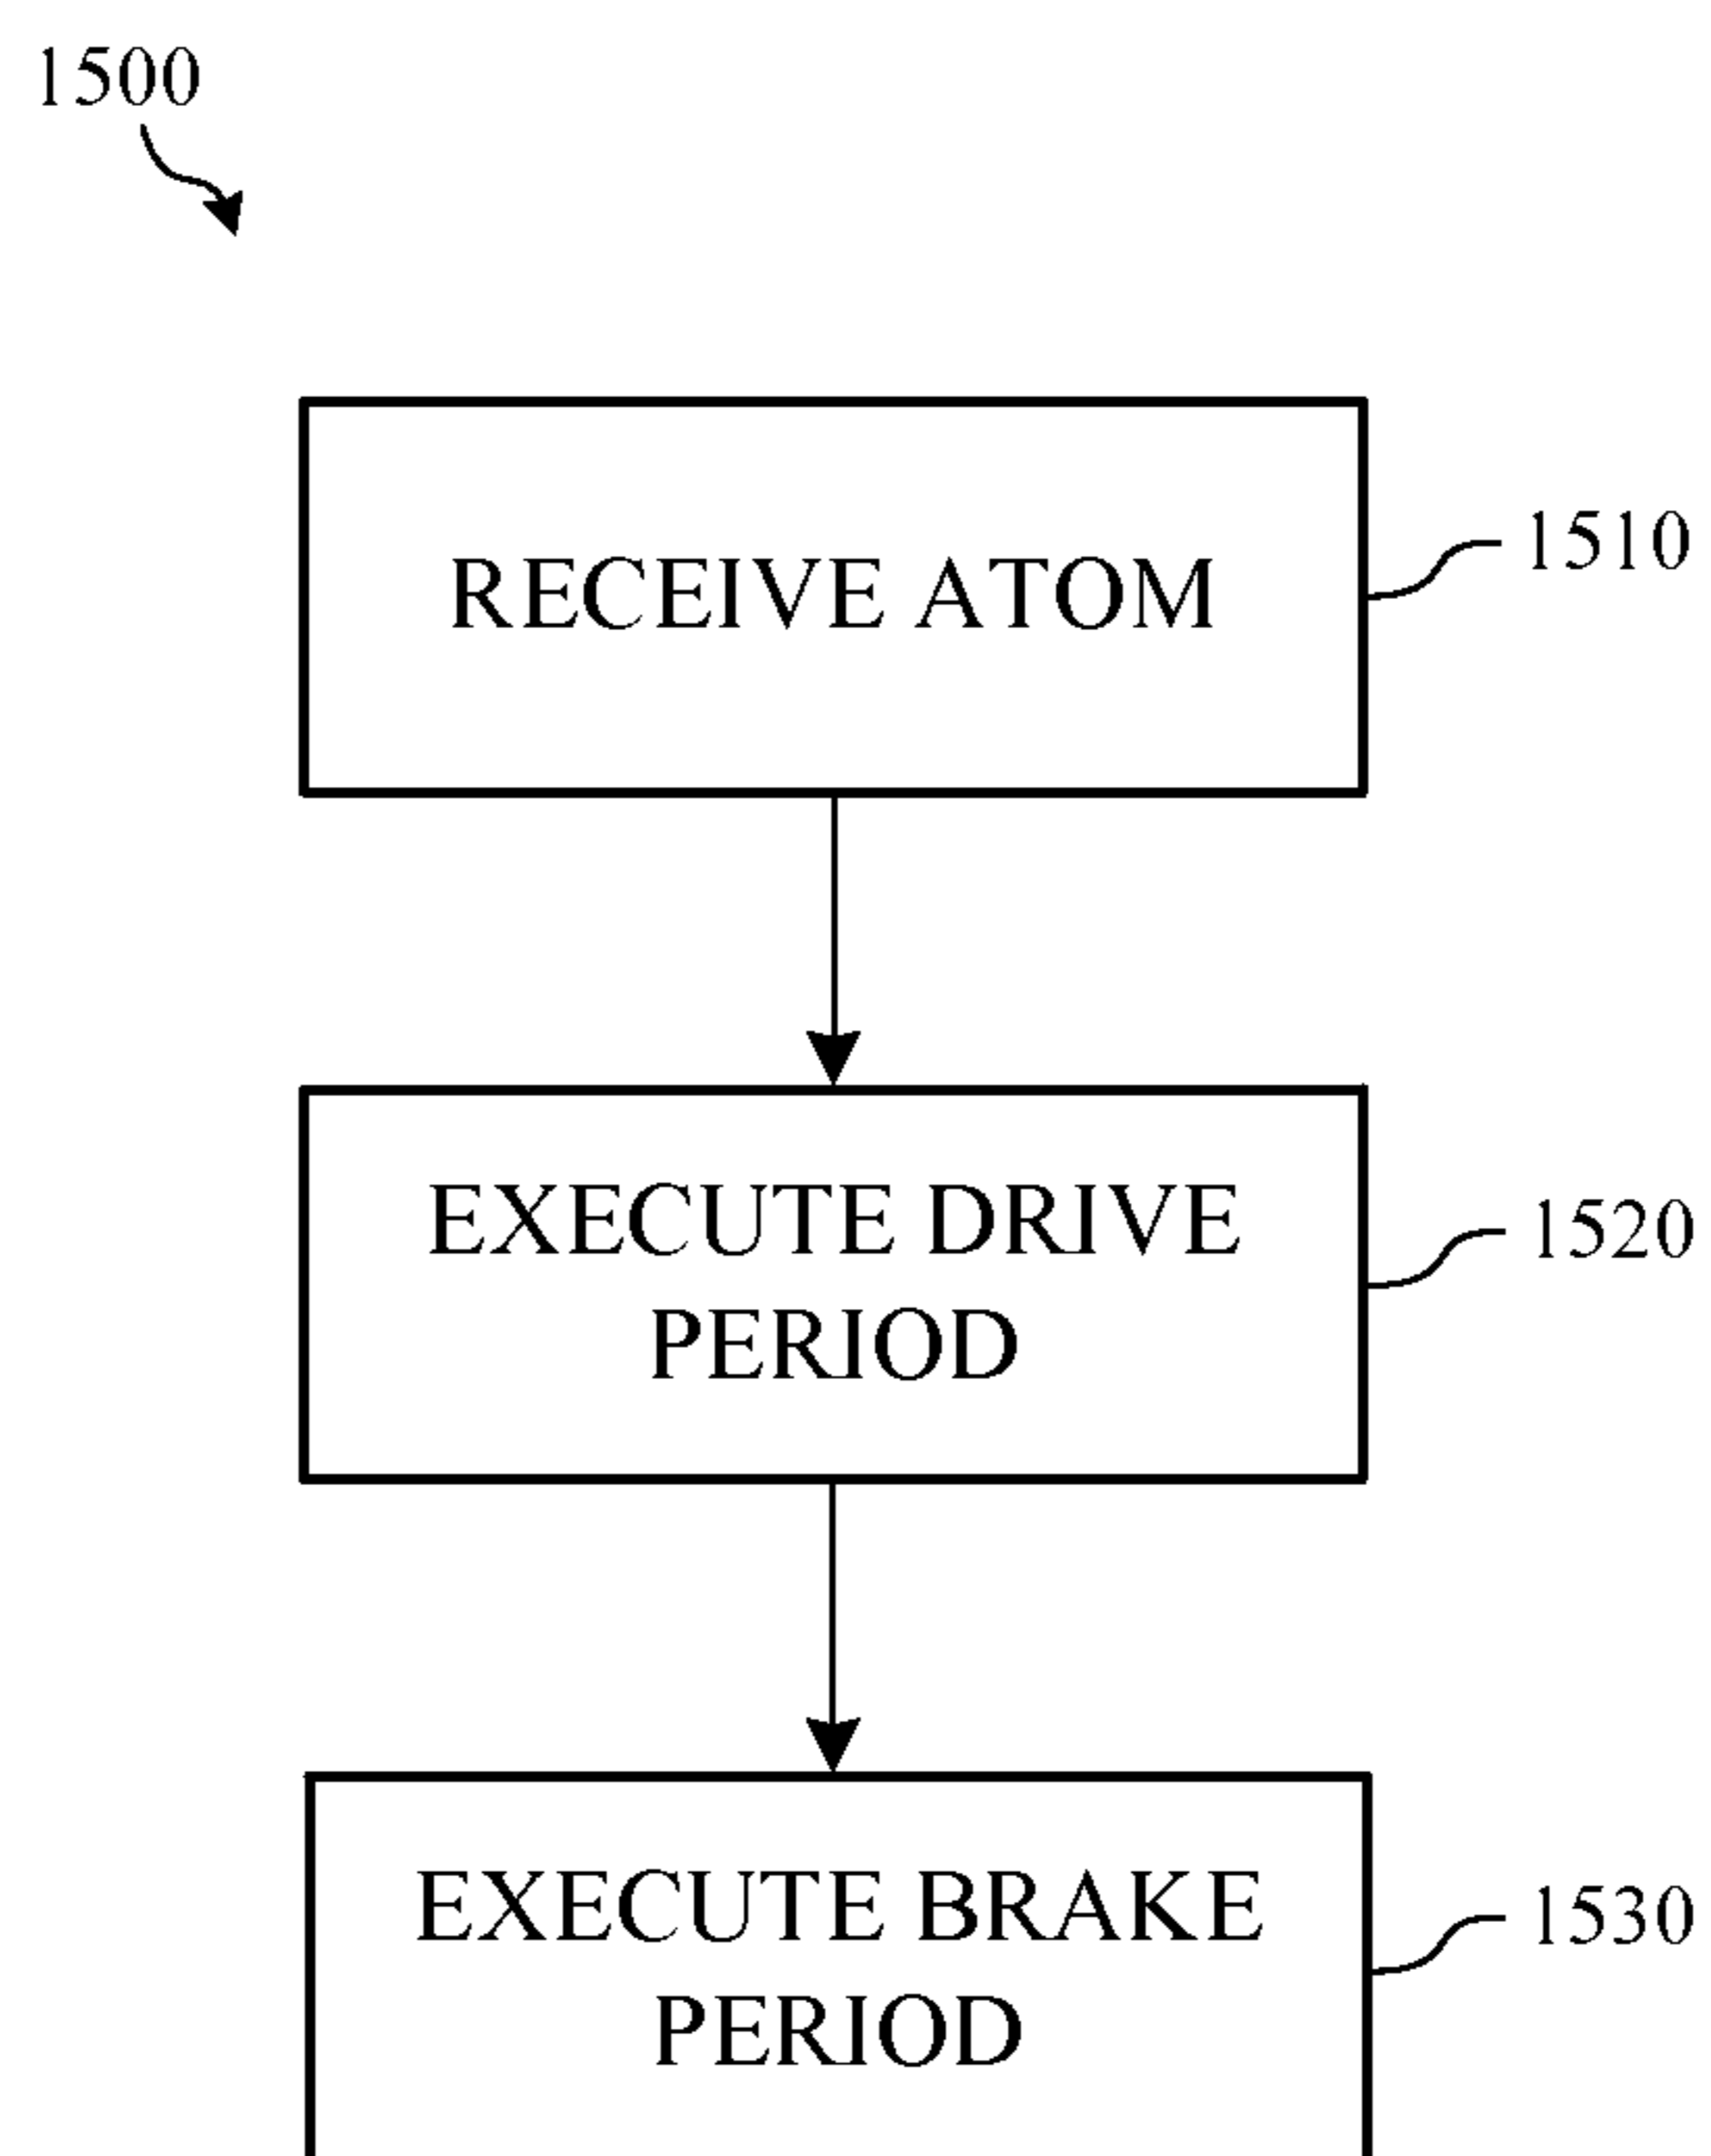 1500
RECEIVE ATOM
1510
EXECUTE DRIVE
PERIOD
1520
EXECUTE BRAKE
PERIOD
1530